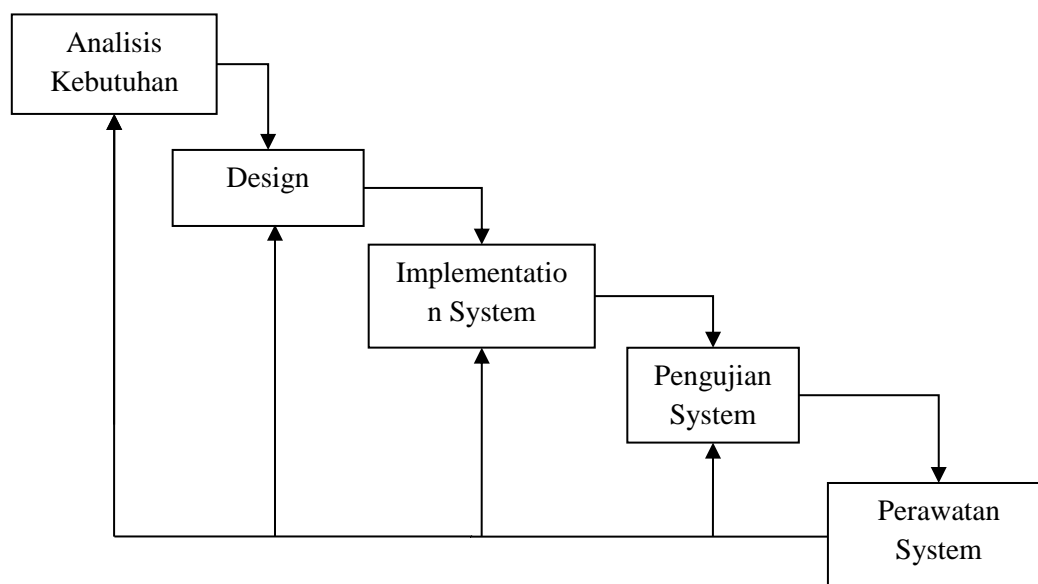 Analisis
Kebutuhan
Design
Implementatio
n System
Pengujian
System
Perawatan
System